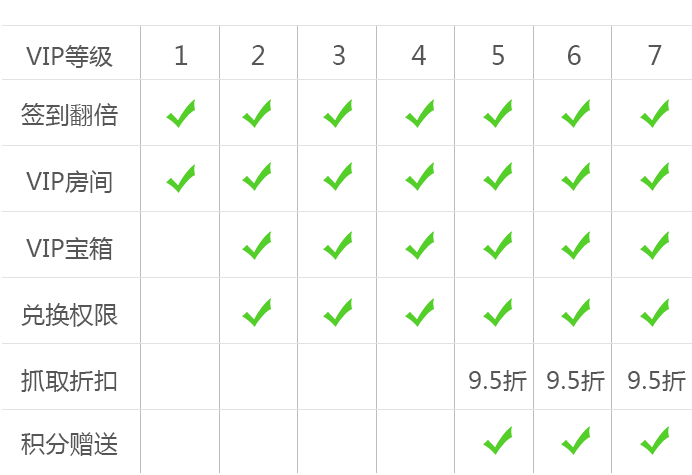 VIP等级 1 2 3 4 5 6 7
签到翻倍
VIP房间
VIP宝箱
兑换权限
抓取折扣 9.5折 9.5折 9.5折
积分赠送